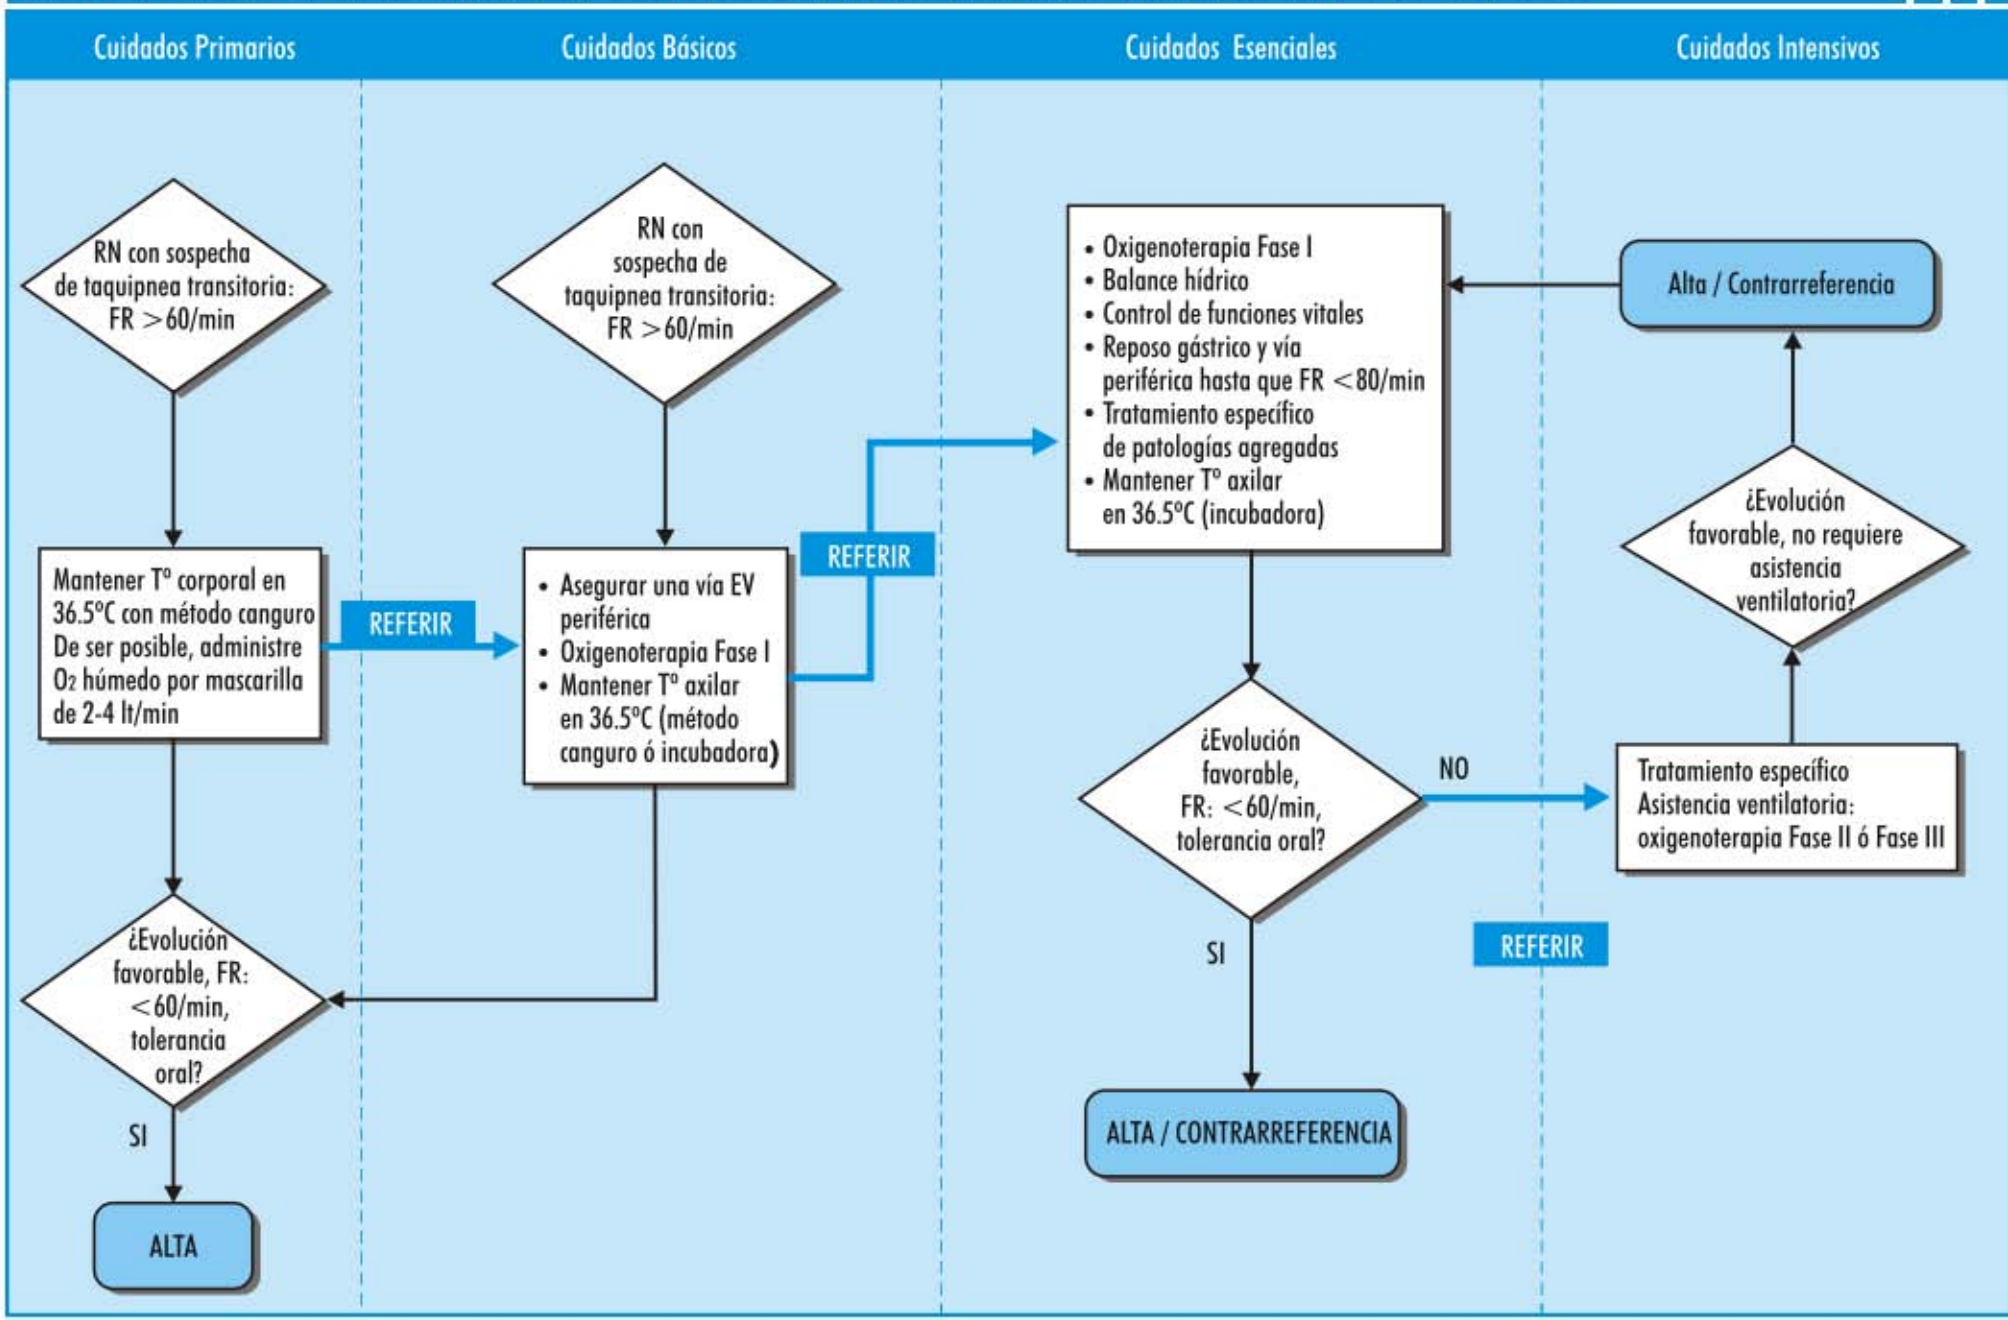 Cuidados Primarios
Cuidados Básicos
Cuidados Esenciales
Cuidados Intensivos
RN con sospecha
de taquipnea transitoria:
FR >60/min
Mantener Tº corporal en
36.5ºC con método canguro
De ser posible, administre
O2 húmedo por mascarilla
de 2-4 lt/min
REFERIR
¿Evolución
favorable, FR:
<60/min,
tolerancia
oral?
SI
ALTA
RN con
sospecha de
taquipnea transitoria:
FR >60/min
• Asegurar una vía EV
periférica
• Oxigenoterapia Fase I
• Mantener Tº axilar
en 36.5ºC (método
canguro ó incubadora)
REFERIR
• Oxigenoterapia Fase I
• Balance hídrico
• Control de funciones vitales
• Reposo gástrico y vía
periférica hasta que FR <80/min
• Tratamiento específico
de patologías agregadas
• Mantener Tº axilar
en 36.5ºC (incubadora)
¿Evolución
favorable,
FR: <60/min,
tolerancia oral?
NO
SI
REFERIR
ALTA / CONTRARREFERENCIA
Alta / Contrarreferencia
¿Evolución
favorable, no requiere
asistencia
ventilatoria?
Tratamiento específico
Asistencia ventilatoria:
oxigenoterapia Fase II ó Fase III